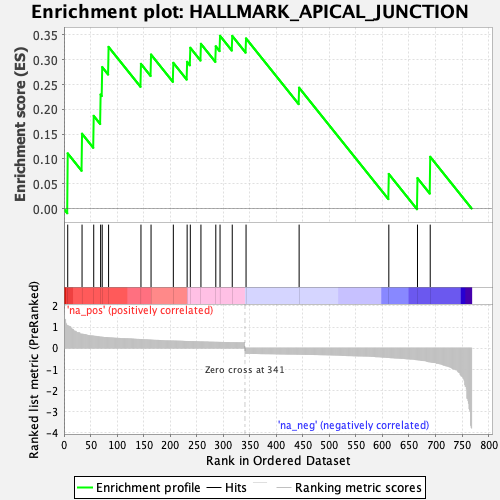 Enrichment plot: HALLMARK_APICAL_JUNCTION
Enrichment score (ES)
0.35
0.30
0.25
0.20
0.15
0.10
0.05
0.00
'na_pos' (positively correlated)
Ranked list metric (PreRanked)
2
1
0
-1
-2
-3
-4
Zero cross at 341
'na_neg' (negatively correlated)
0 50 100 150 200 250 300 350 400 450 500 550 600 650 700 750 800
Rank in Ordered Dataset
Enrichment profile Hits Ranking metric scores